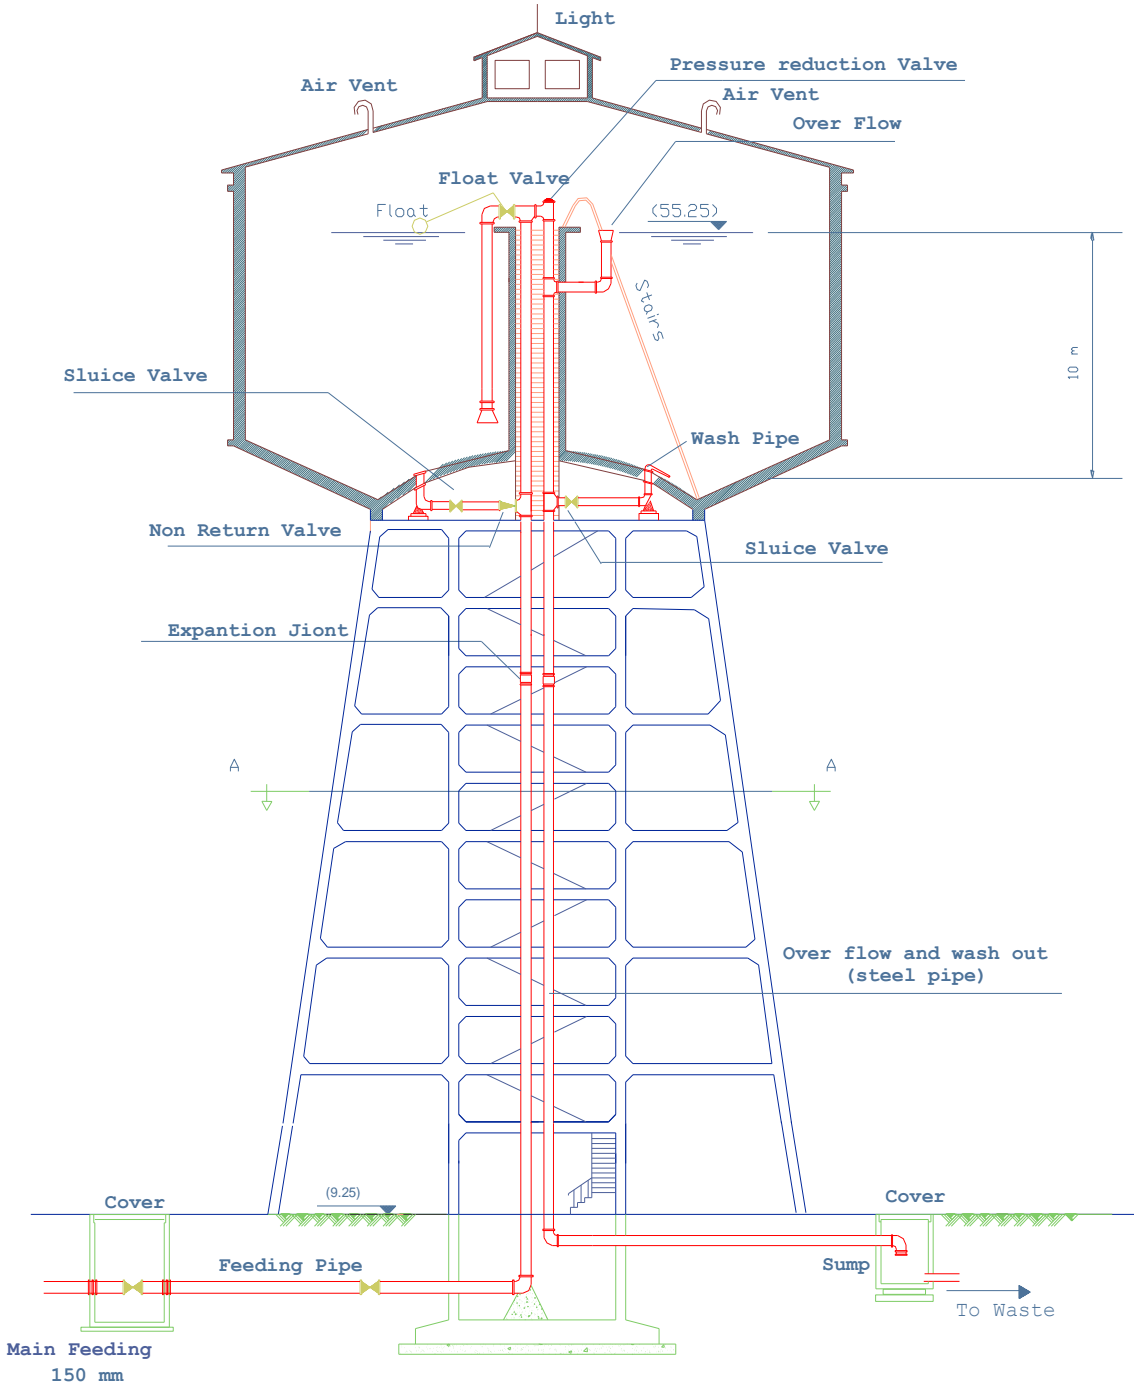 Light
Pressure reduction Valve
Air Vent
Air Vent
Over Flow
Float Valve
Float
(55.25)
Stairs
10 m
Sluice Valve
Wash Pipe
Non Return Valve
Sluice Valve
Expantion Jiont
A
A
Over flow and wash out
(steel pipe)
Cover
(9.25)
Cover
Feeding Pipe
Sump
To Waste
Main Feeding
150 mm